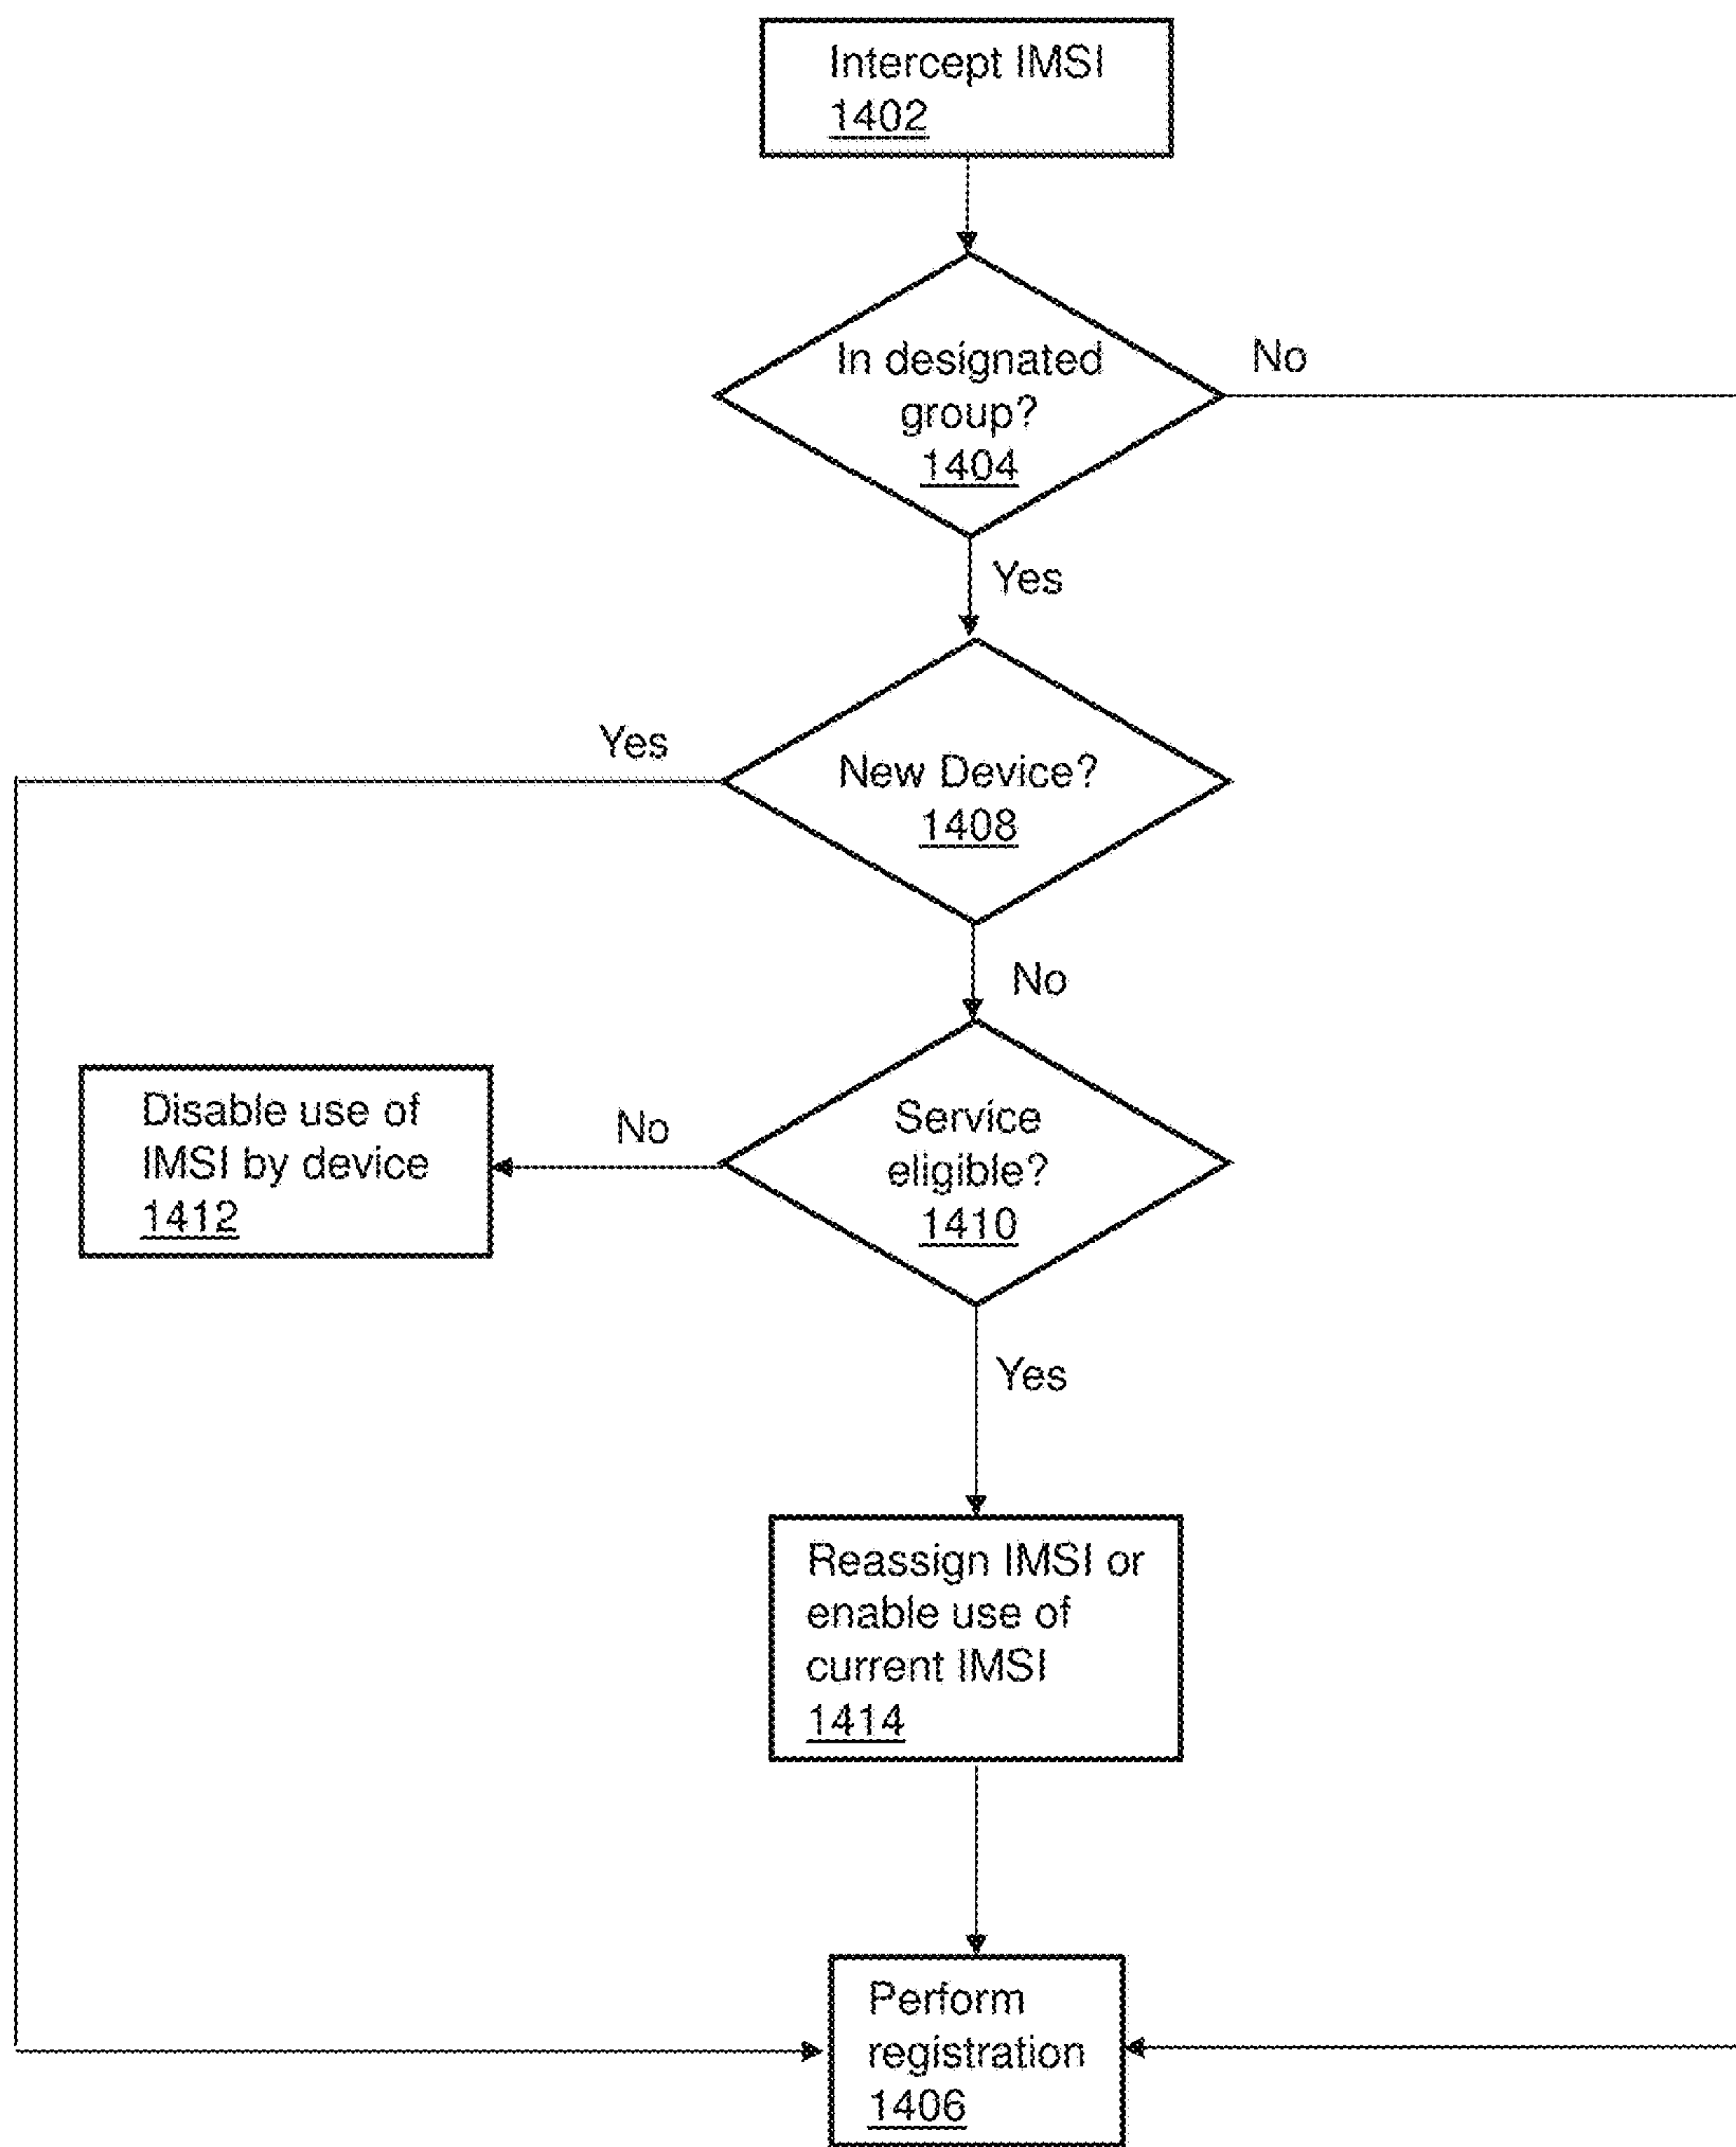 Intercept IMSI
1402
In designated
group?
1404
No
Yes
New Device?
1408
Yes
No
Service
eligible?
1410
No
Disable use of
IMSI by device
1412
Yes
Reassign IMSI or
enable use of
current IMSI
1414
Perform
registration
1406